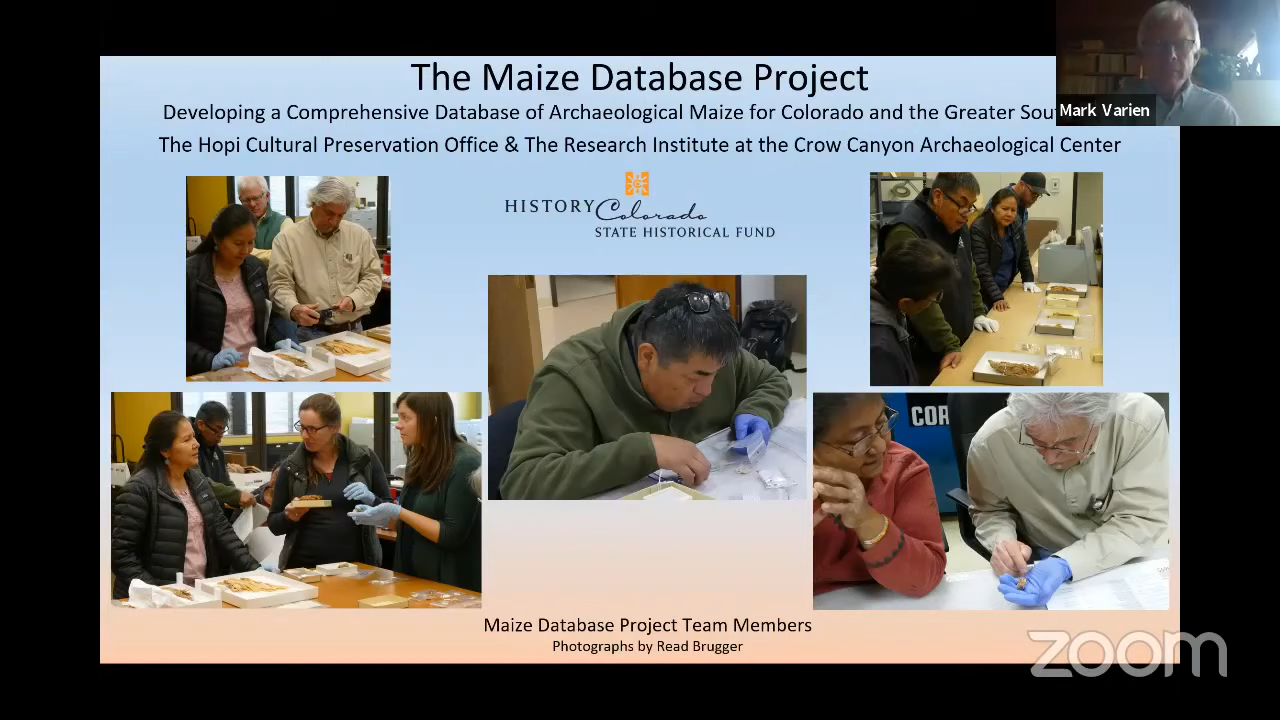 The Maize Database Project
Developing a Comprehensive Database of Archaeological Maize for Colorado and the Greater
The Hopi Cultural Preservation Office & The Research Institute at the Crow Canyon Archaeological Center
Mark Varien
HISTORY Colorado
STATE HISTORICAL FUND
Maize Database Project Team Members
Photographs by Read Brugger
zoom